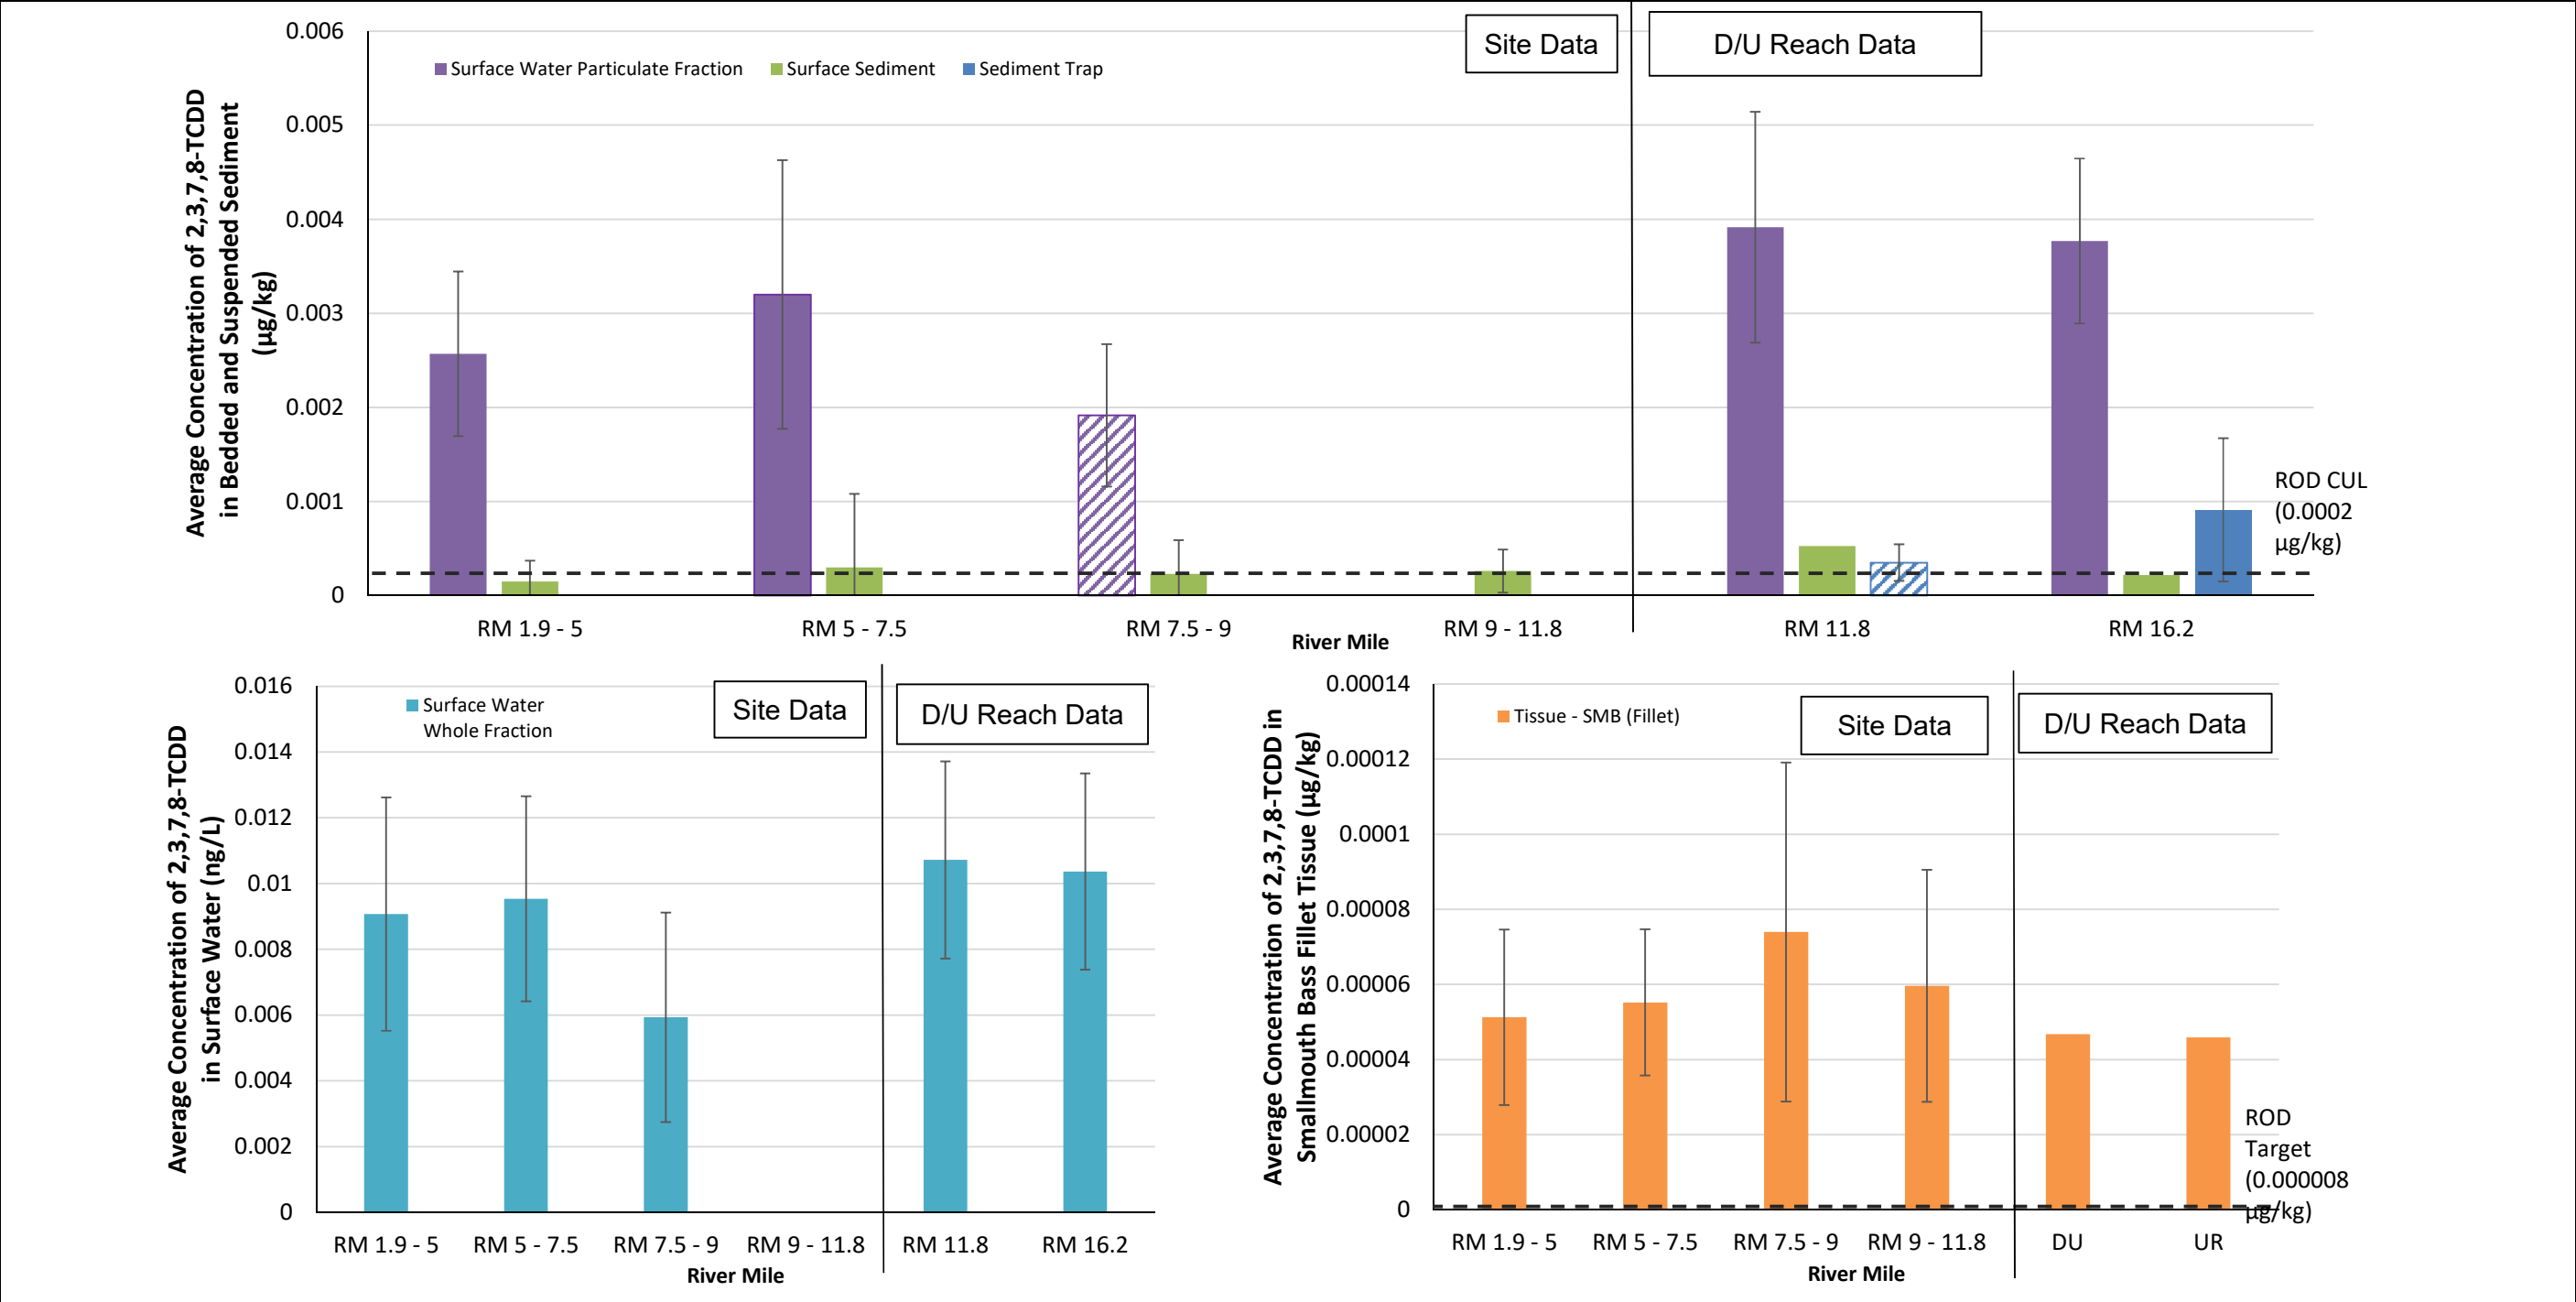 0.006
0.005
0.004
0.003
0.002
0.001
0
Average Concentration of 2,3,7,8-TCDD
in Bedded and Suspended Sediment
(µg/kg)
Surface Water Particulate Fraction
Surface Sediment
Sediment Trap
Site Data
D/U Reach Data
ROD CUL
(0.0002
µg/kg)
RM 1.9 - 5
RM 5 - 7.5
RM 7.5 - 9
RM 9 - 11.8
RM 11.8
RM 16.2
River Mile
0.016
0.014
0.012
0.01
0.008
0.006
0.004
0.002
0
Average Concentration of 2,3,7,8-TCDD
in Surface Water (ng/L)
Surface Water
Whole Fraction
Site Data
D/U Reach Data
RM 1.9 - 5
RM 5 - 7.5
RM 7.5 - 9
RM 9 - 11.8
RM 11.8
RM 16.2
River Mile
0.00014
0.00012
0.0001
0.00008
0.00006
0.00004
0.00002
0
Average Concentration of 2,3,7,8-TCDD in
Smallmouth Bass Fillet Tissue (µg/kg)
Tissue - SMB (Fillet)
Site Data
D/U Reach Data
ROD
Target
(0.000008
µg/kg)
RM 1.9 - 5
RM 5 - 7.5
RM 7.5 - 9
RM 9 - 11.8
DU
UR
River Mile